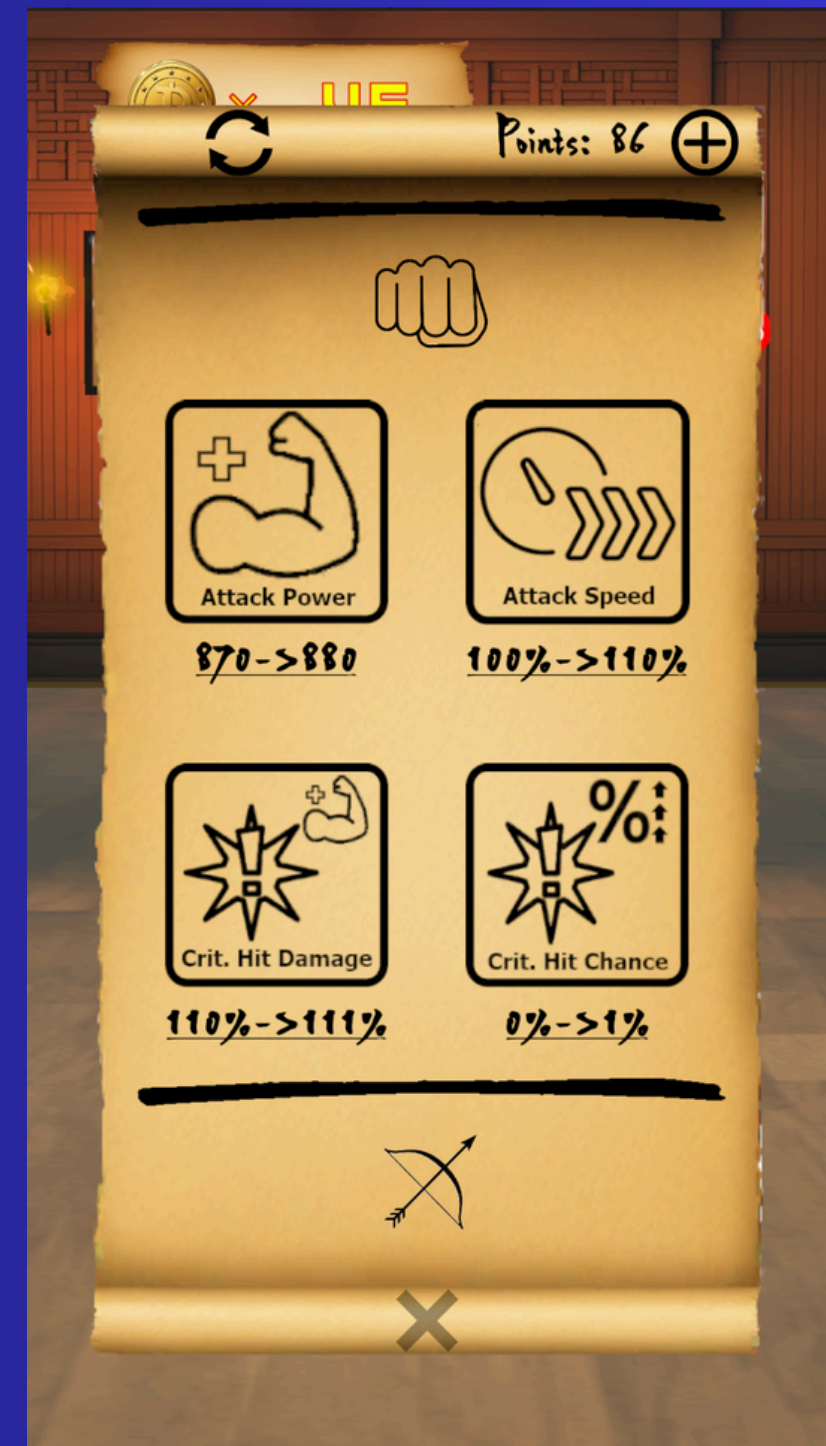 Points: 86
Attack Power
Attack Speed
870->880
100%->110%
Crit. Hit Damage
%
Crit. Hit Chance
110%->111%
0%->1%